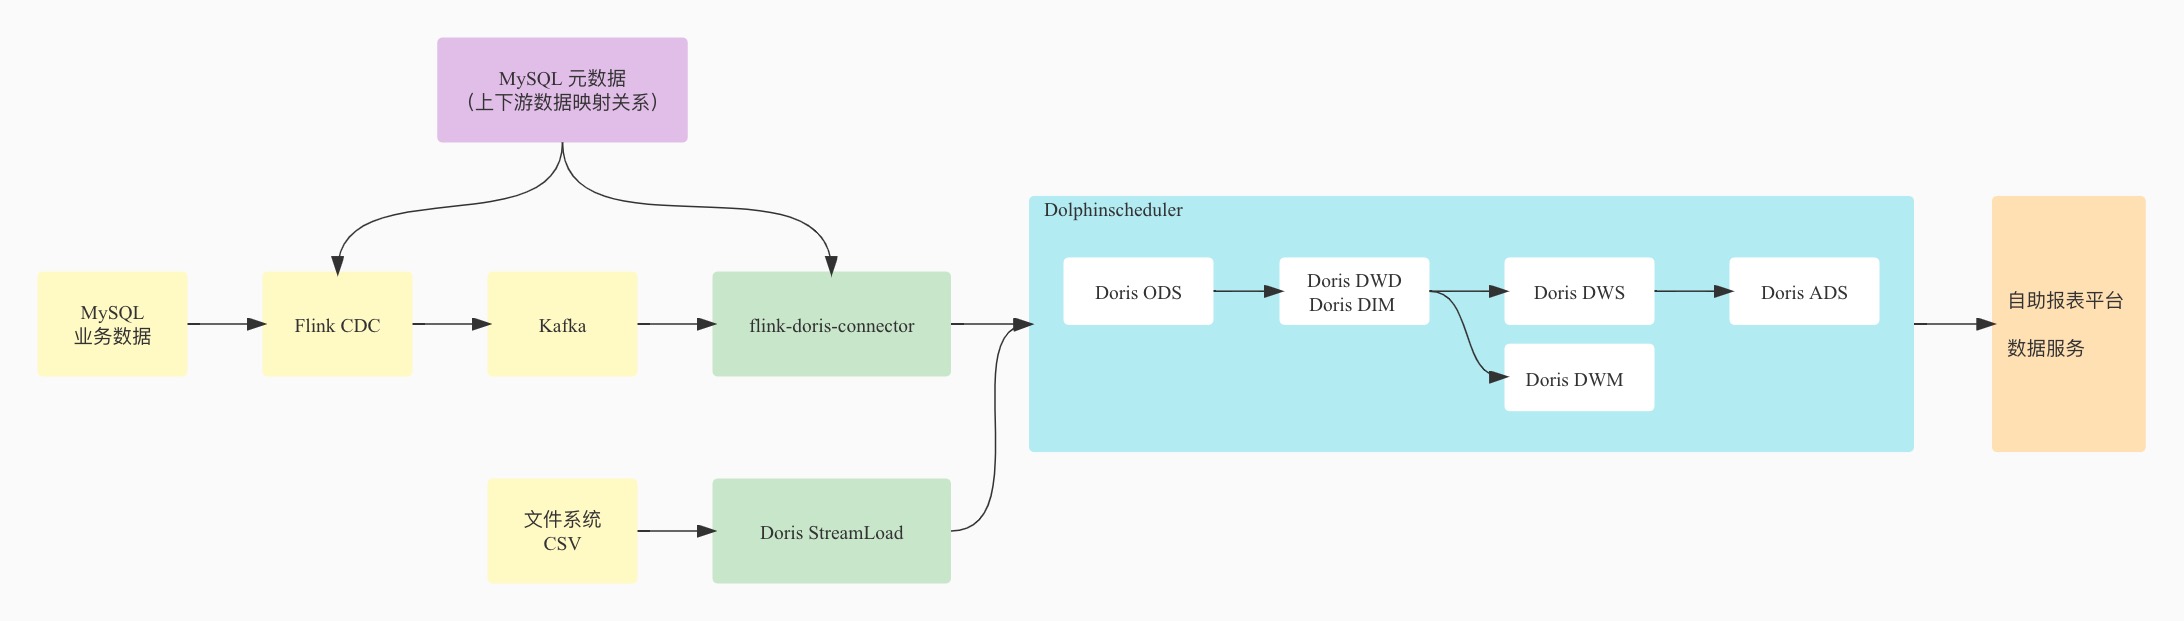 MySQL 元数据
（上下游数据映射关系）
Dolphinscheduler
MySQL
业务数据
Flink CDC
Kafka
flink-doris-connector
Doris ODS
Doris DWD
Doris DIM
Doris DWS
Doris ADS
Doris DWM
自助报表平台
数据服务
文件系统
CSV
Doris StreamLoad